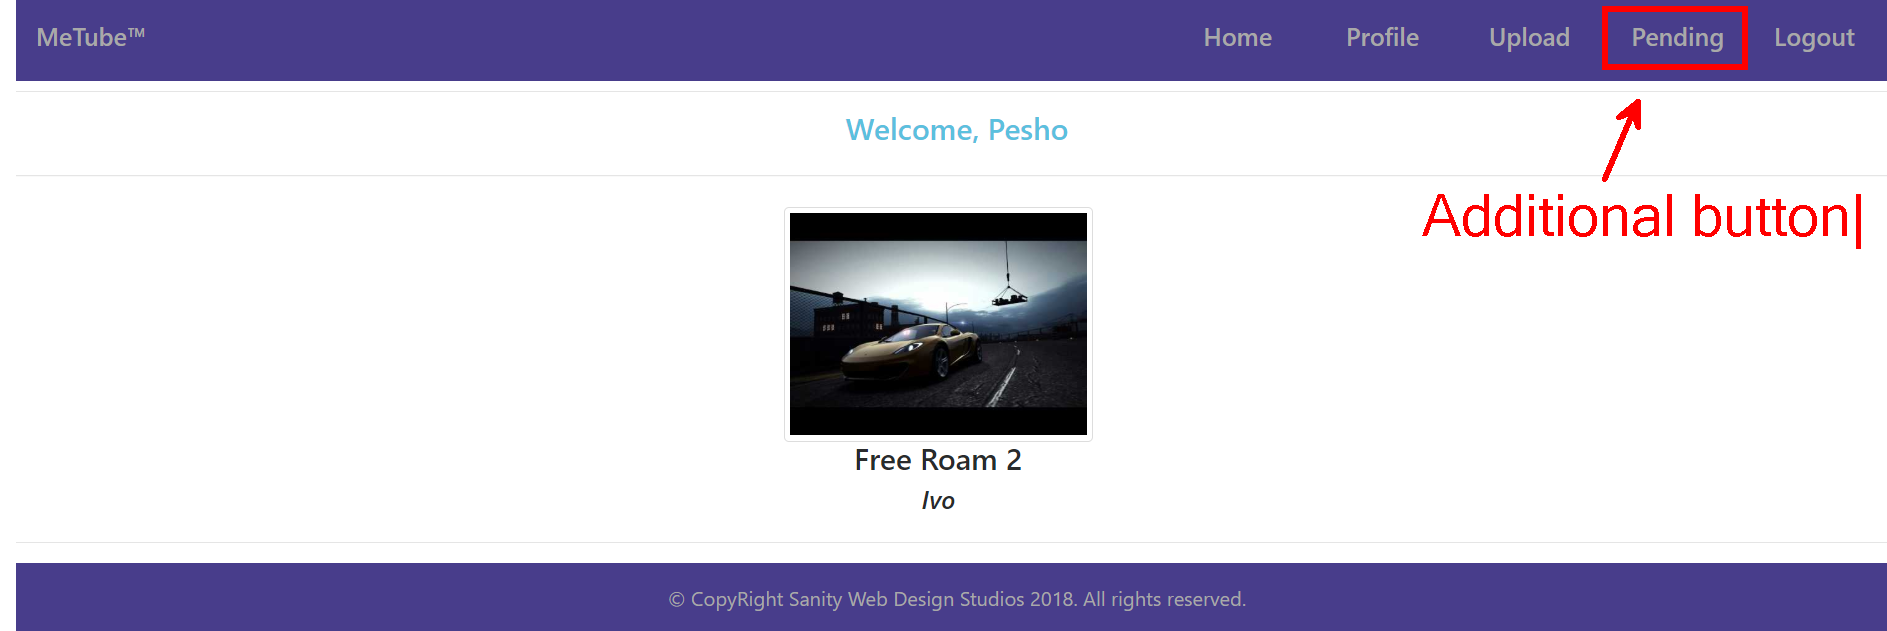 MeTube™ Home Profile Upload Pending Logout
Welcome, Pesho
Additional button|
Free Roam 2
Ivo
© CopyRight Sanity Web Design Studios 2018. All rights reserved.